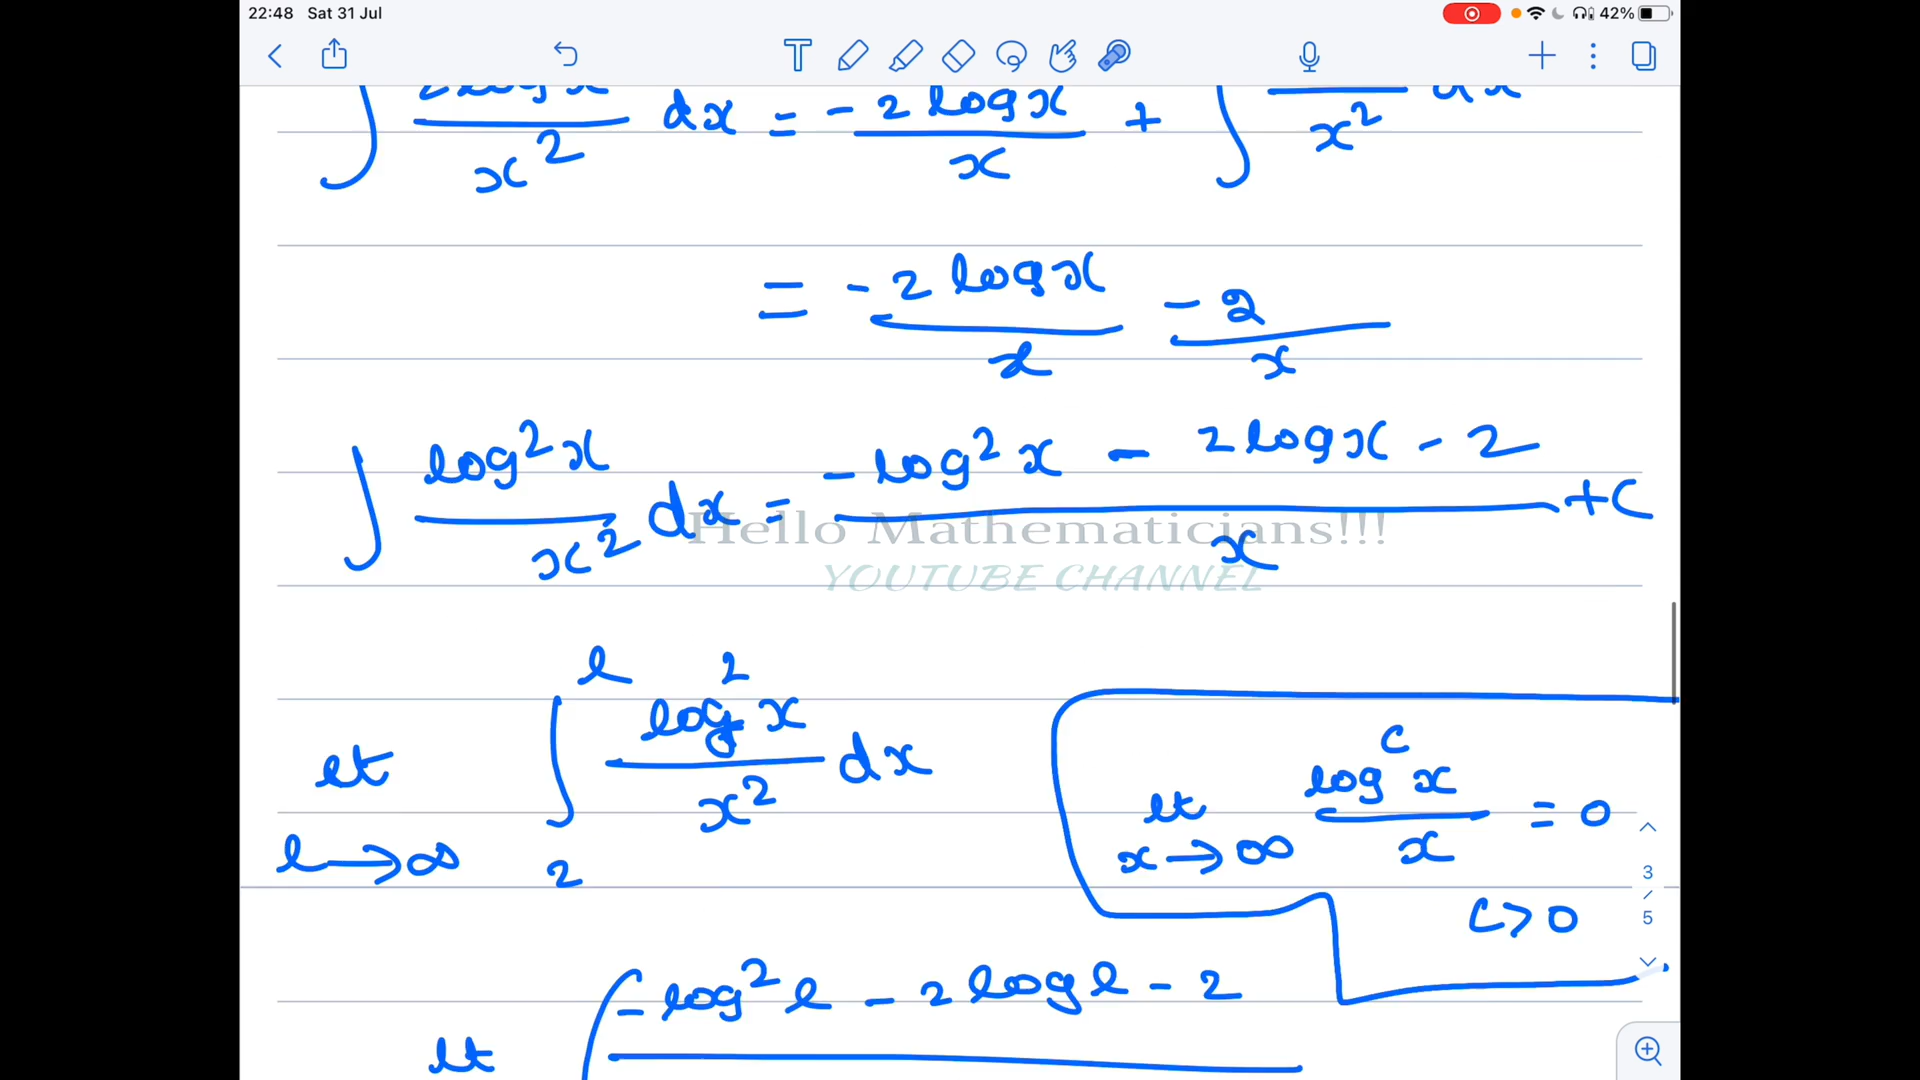 22:48 Sat 31 Jul 42%
∫ 2 log x / x² dx = - 2 log x / x + ∫ / x² dx
= - 2 log x / x - 2 / x
∫ log² x / x² dx = - log² x - 2 log x - 2 / x + C
Hello Mathematicians!!!
YOUTUBE CHANNEL
lt l → ∞ ∫ 2 l log² x / x² dx
lt x → ∞ log^c x / x = 0
c > 0
3 / 5
lt ( - log² l - 2 log l - 2